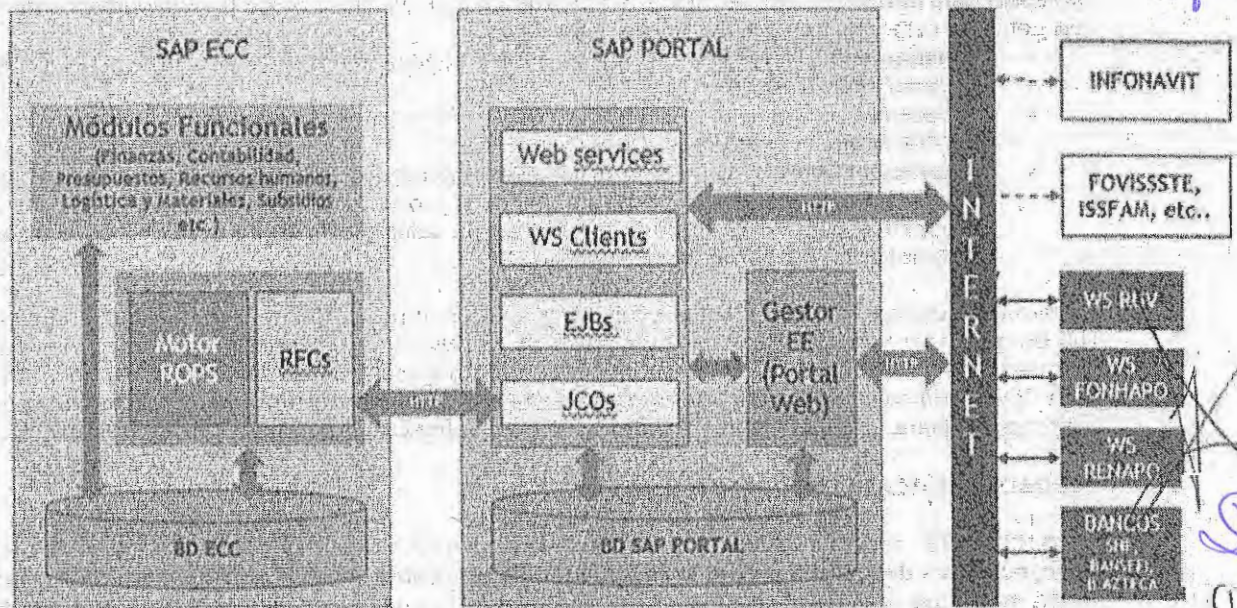 SAP ECC
Módulos Funcionales
(Finanzas, Contabilidad,
Presupuestos, Recursos humanos,
Logística y Materiales, Subsidios
etc.)
Motor
ROPS
RFCs
BD ECC
SAP PORTAL
Web services
WS Clients
EJBs
JCOs
Gestor
EE
(Portal
Web)
BD SAP PORTAL
INTERNET
INFONAVIT
FOVISSSTE,
ISSFAM, etc..
WS RUV
WS
FONHAPO
WS
RENAPO
BANCOS
BANSEFI,
B.AZTECA